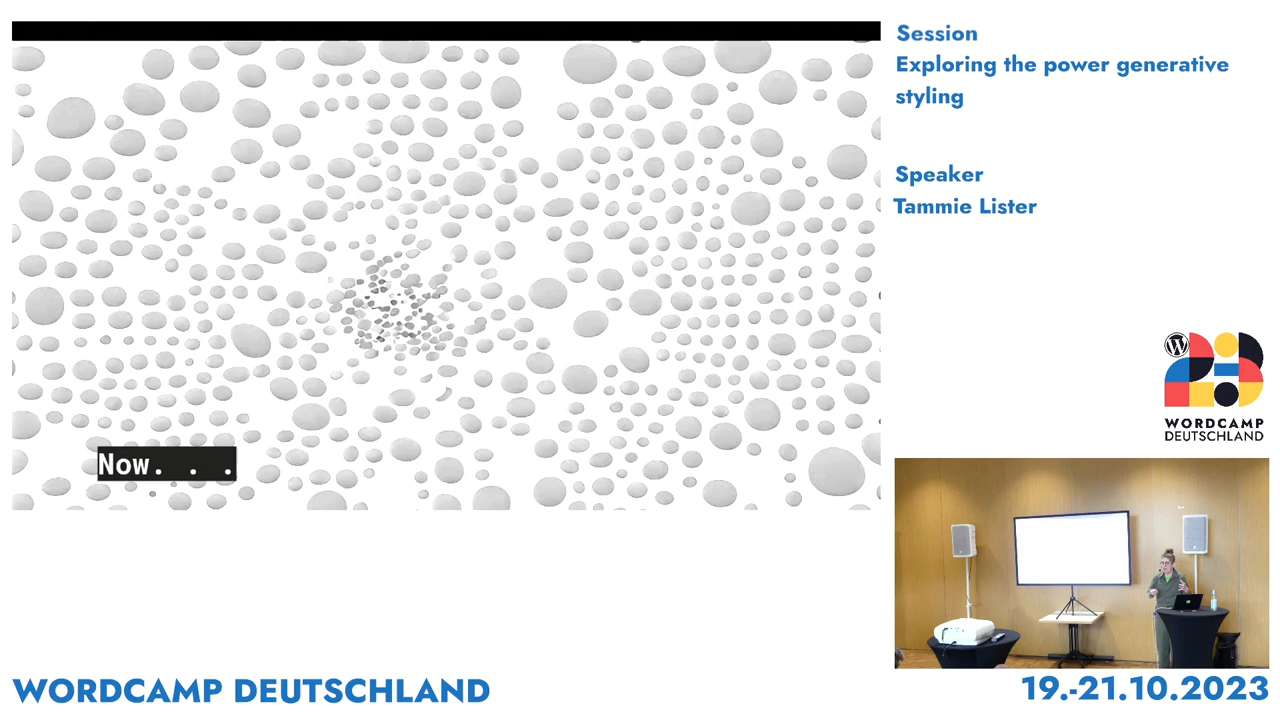 Session
Exploring the power generative
styling
Speaker
Tammie Lister
WORDCAMP
DEUTSCHLAND
Now. . .
WORDCAMP DEUTSCHLAND
19.-21.10.2023